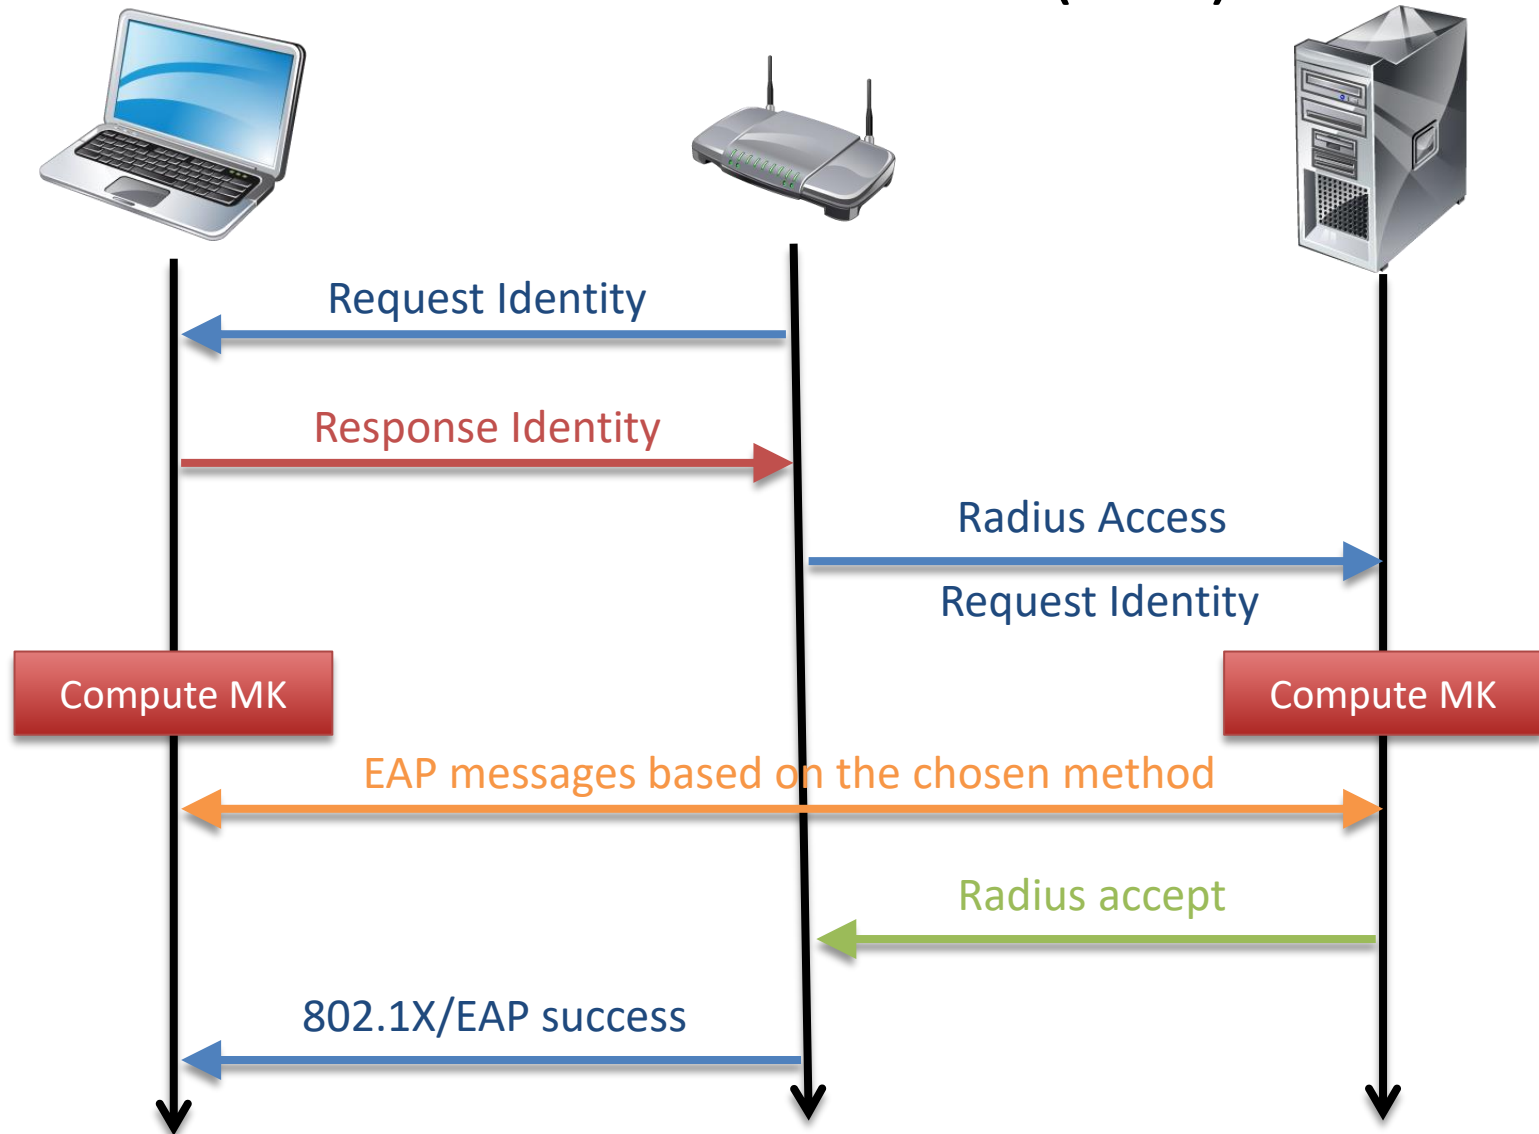 Request Identity
Response Identity
Radius Access
Request Identity
Compute MK
Compute MK
EAP messages based on the chosen method
Radius accept
802.1X/EAP success